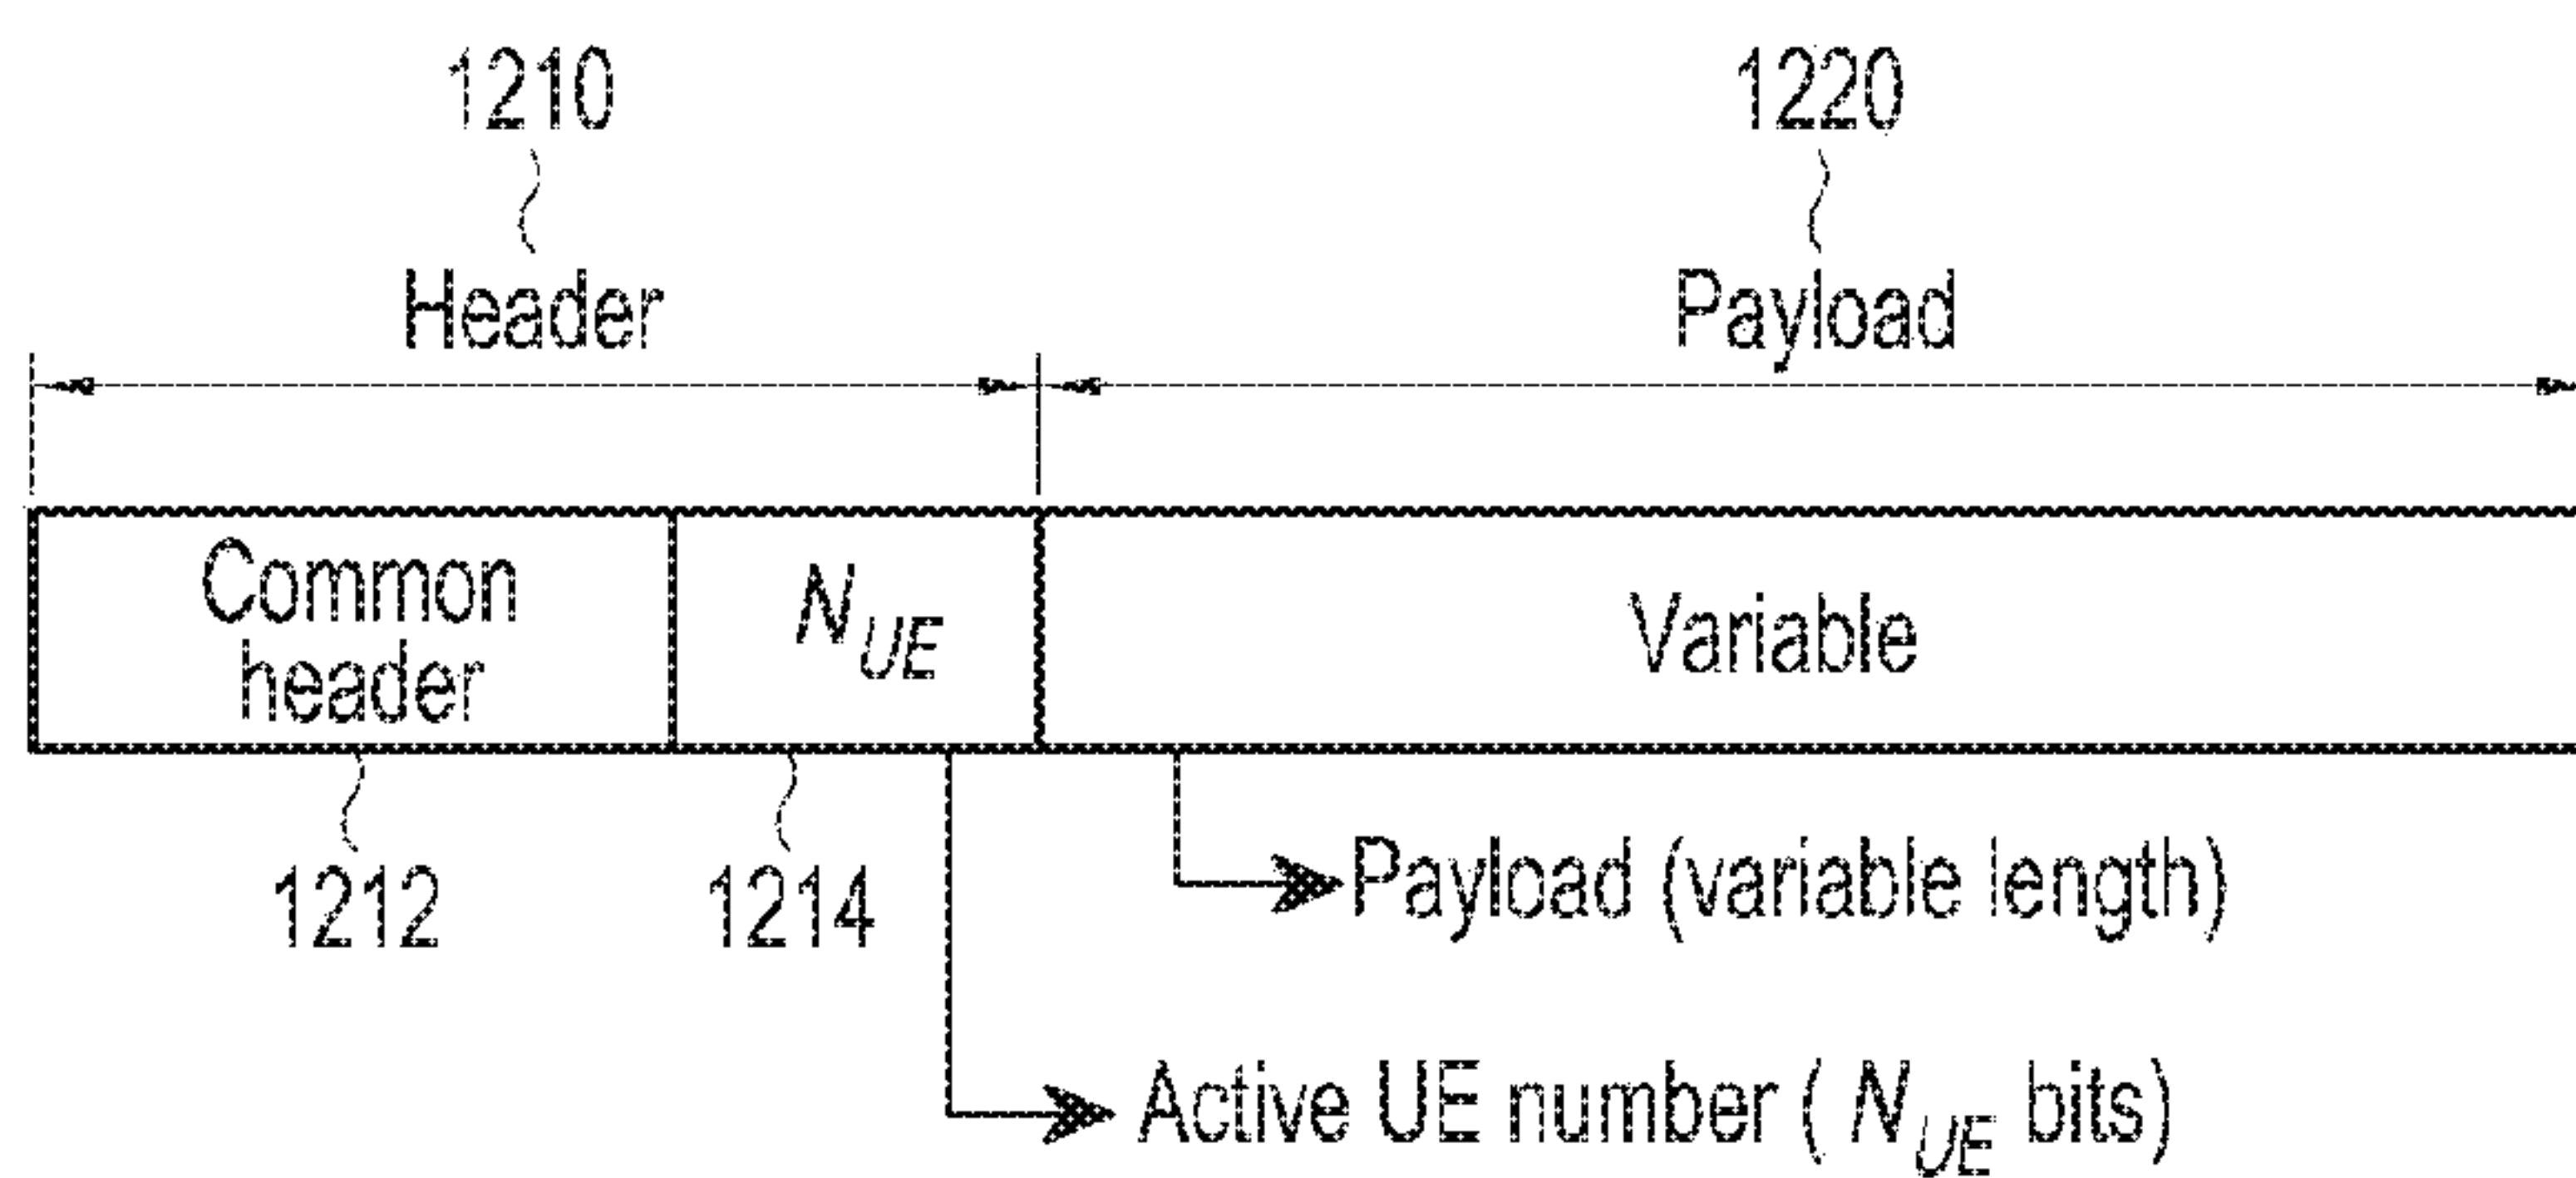 1210
1220
Header
Payload
Common
header
N_UE
Variable
1212
1214
Payload (variable length)
Active UE number ( N_UE bits)